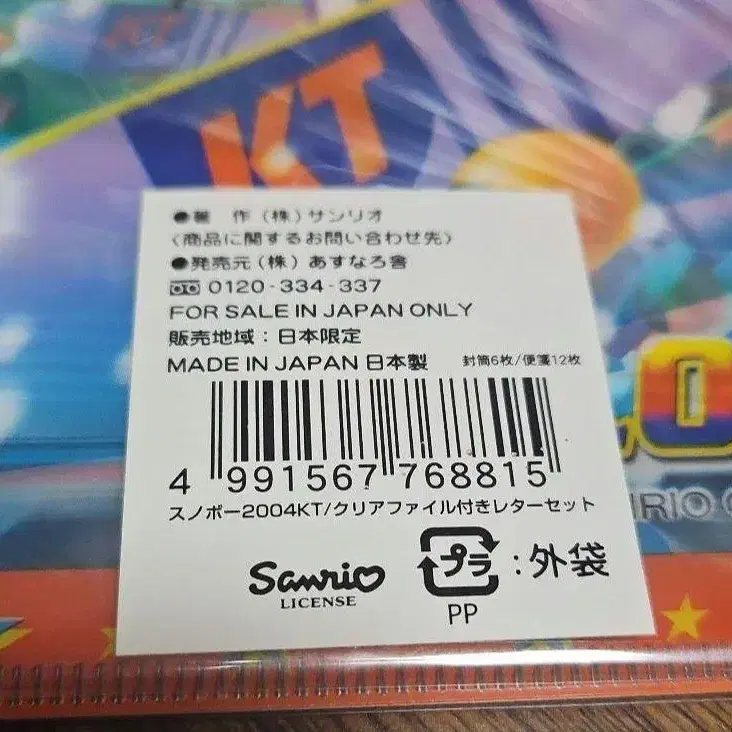 KT
KT
●著 作(株)サンリオ
〈商品に関するお問い合わせ先〉
●発売元(株)あすなろ舎
0120-334-337
FOR SALE IN JAPAN ONLY
販売地域:日本限定
MADE IN JAPAN 日本製 封筒6枚/便箋12枚
4 991567 768815
スノボー2004KT/クリアファイル付きレターセット
Sanrio
LICENSE
プラ:外袋
PP